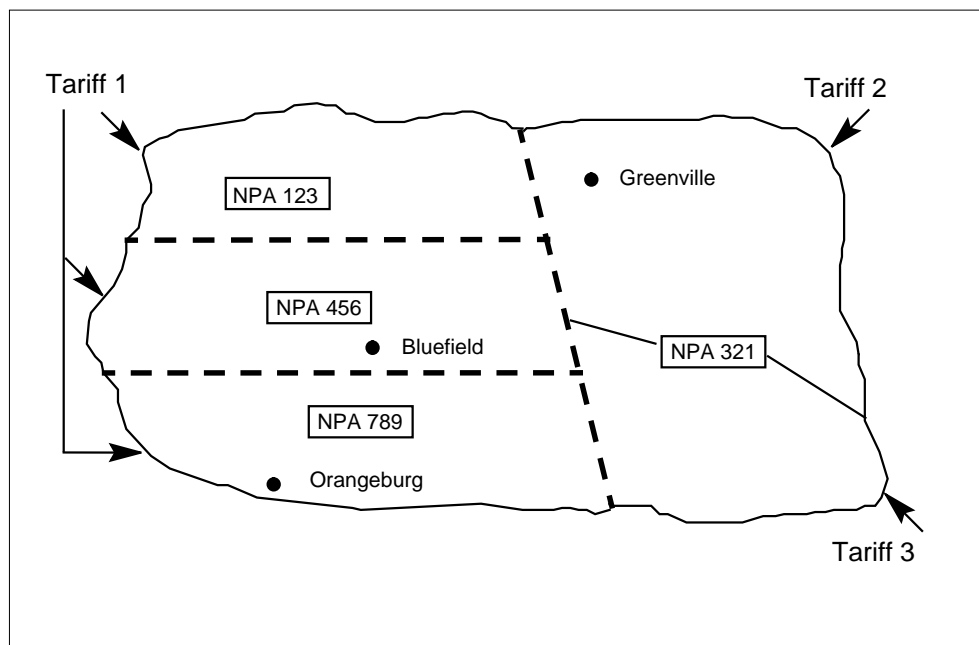 Tariff 1
Tariff 2
NPA 123
Greenville
NPA 456
Bluefield
NPA 321
NPA 789
Orangeburg
Tariff 3